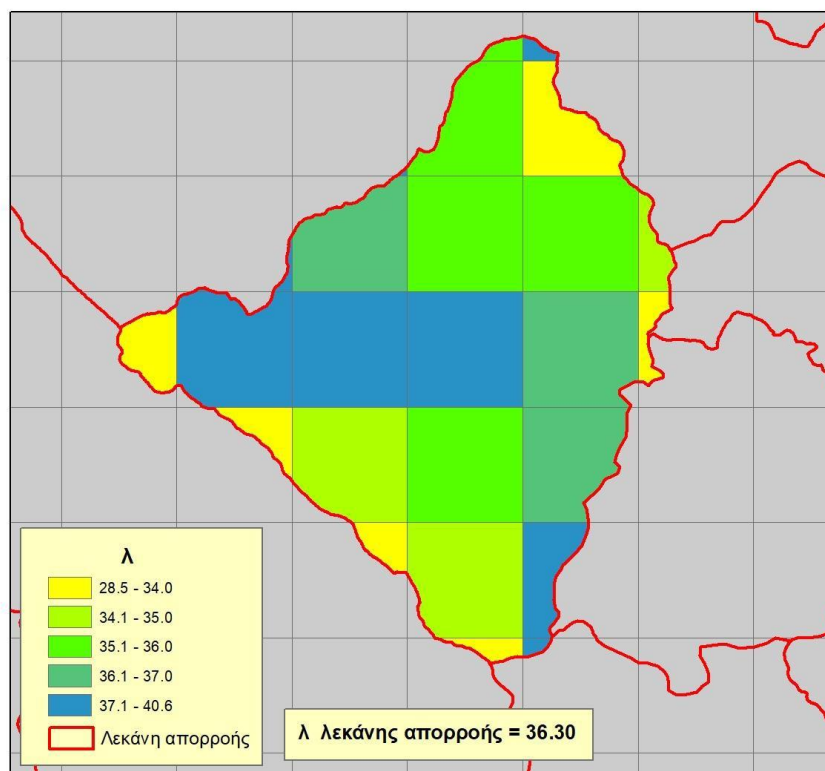 λ
28.5 - 34.0
34.1 - 35.0
35.1 - 36.0
36.1 - 37.0
37.1 - 40.6
Λεκάνη απορροής
λ λεκάνης απορροής = 36.30